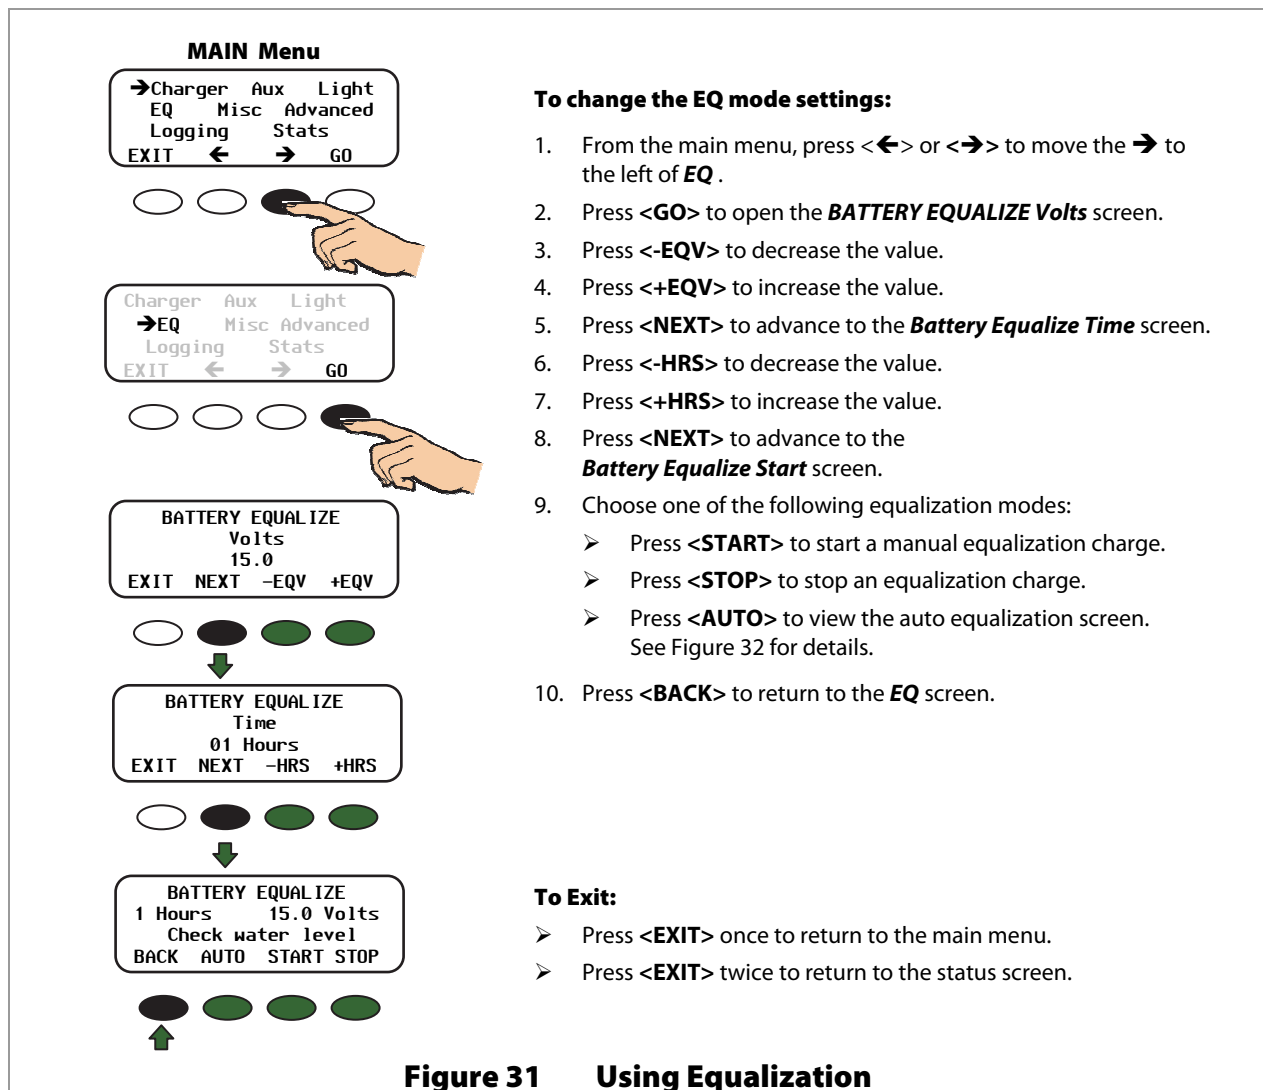 MAIN Menu
➔Charger Aux Light
EQ Misc Advanced
Logging Stats
EXIT ← → GO
Charger Aux Light
➔EQ Misc Advanced
Logging Stats
EXIT ← → GO
BATTERY EQUALIZE
Volts
15.0
EXIT NEXT -EQV +EQV
BATTERY EQUALIZE
Time
01 Hours
EXIT NEXT -HRS +HRS
BATTERY EQUALIZE
1 Hours 15.0 Volts
Check water level
BACK AUTO START STOP
To change the EQ mode settings:
1. From the main menu, press <←> or <→> to move the ➔ to
the left of EQ .
2. Press <GO> to open the BATTERY EQUALIZE Volts screen.
3. Press <-EQV> to decrease the value.
4. Press <+EQV> to increase the value.
5. Press <NEXT> to advance to the Battery Equalize Time screen.
6. Press <-HRS> to decrease the value.
7. Press <+HRS> to increase the value.
8. Press <NEXT> to advance to the
Battery Equalize Start screen.
9. Choose one of the following equalization modes:
➢ Press <START> to start a manual equalization charge.
➢ Press <STOP> to stop an equalization charge.
➢ Press <AUTO> to view the auto equalization screen.
See Figure 32 for details.
10. Press <BACK> to return to the EQ screen.
To Exit:
➢ Press <EXIT> once to return to the main menu.
➢ Press <EXIT> twice to return to the status screen.
Figure 31 Using Equalization